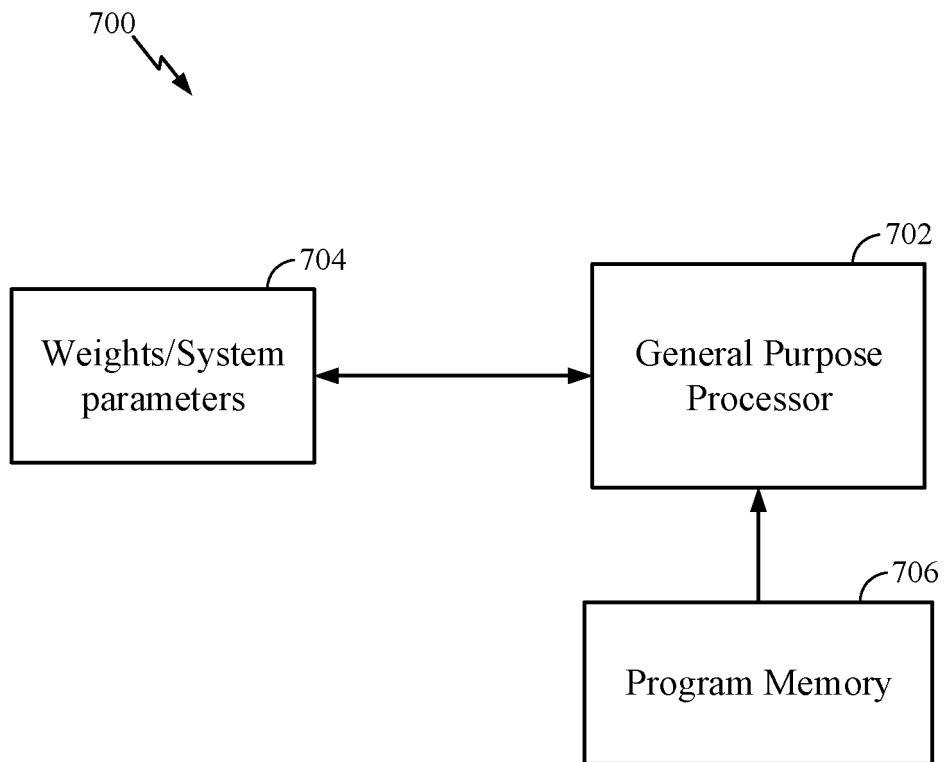 700
704
Weights/System
parameters
702
General Purpose
Processor
706
Program Memory